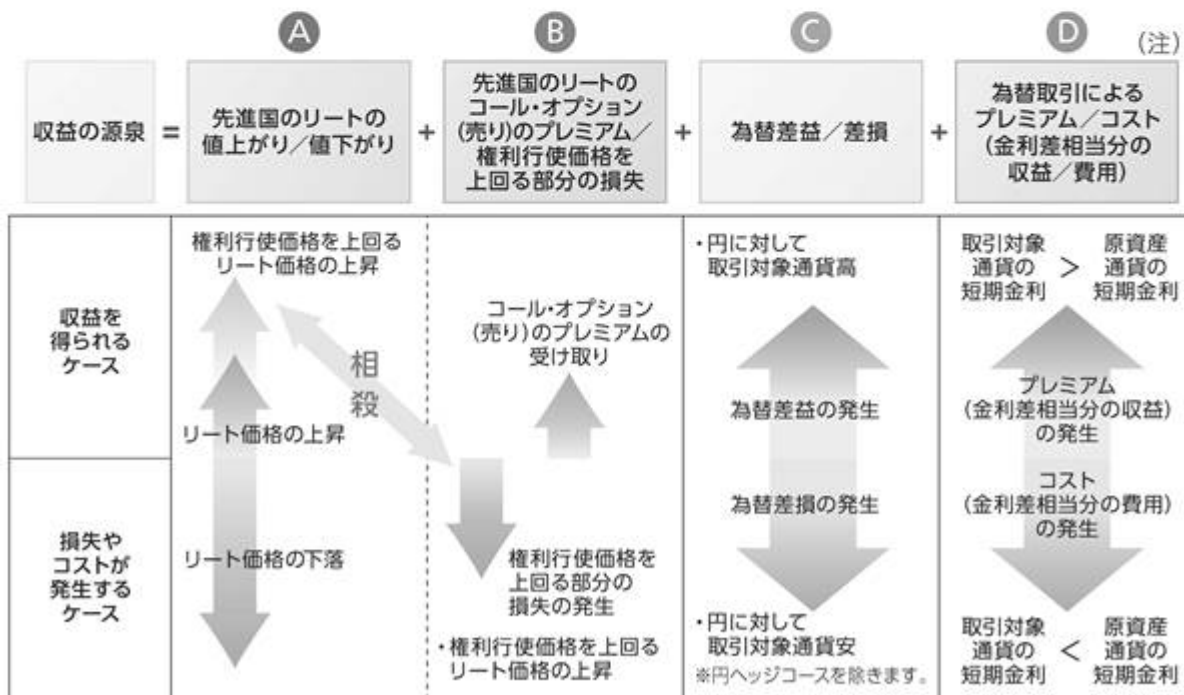 A
B
C
D
(注)
収益の源泉
=
先進国のリートの
値上がり／値下がり
+
先進国のリートの
コール・オプション
(売り)のプレミアム／
権利行使価格を
上回る部分の損失
+
為替差益／差損
+
為替取引による
プレミアム／コスト
(金利差相当分の
収益／費用)
収益を
得られる
ケース
権利行使価格を上回る
リート価格の上昇
相
殺
リート価格の上昇
コール・オプション
(売り)のプレミアムの
受け取り
・円に対して
取引対象通貨高
為替差益の発生
取引対象
通貨の
短期金利
>
原資産
通貨の
短期金利
プレミアム
(金利差相当分の収益)
の発生
損失や
コストが
発生する
ケース
リート価格の下落
権利行使価格を
上回る部分の
損失の発生
・権利行使価格を上回る
リート価格の上昇
為替差損の発生
・円に対して
取引対象通貨安
※円ヘッジコースを除きます。
コスト
(金利差相当分の費用)
の発生
取引対象
通貨の
短期金利
<
原資産
通貨の
短期金利